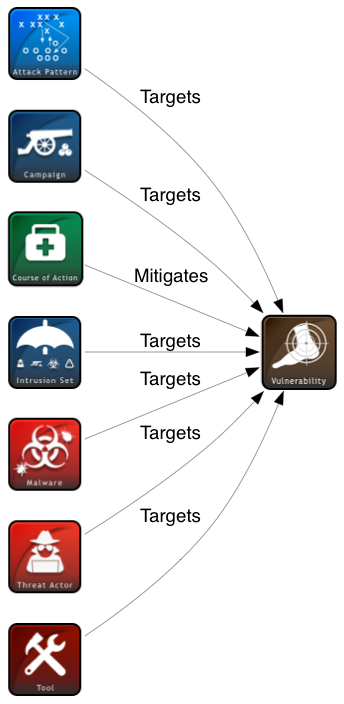 Attack Pattern
Targets
Campaign
Targets
Course of Action
Mitigates
Intrusion Set
Targets
Vulnerability
Targets
Malware
Targets
Threat Actor
Targets
Tool